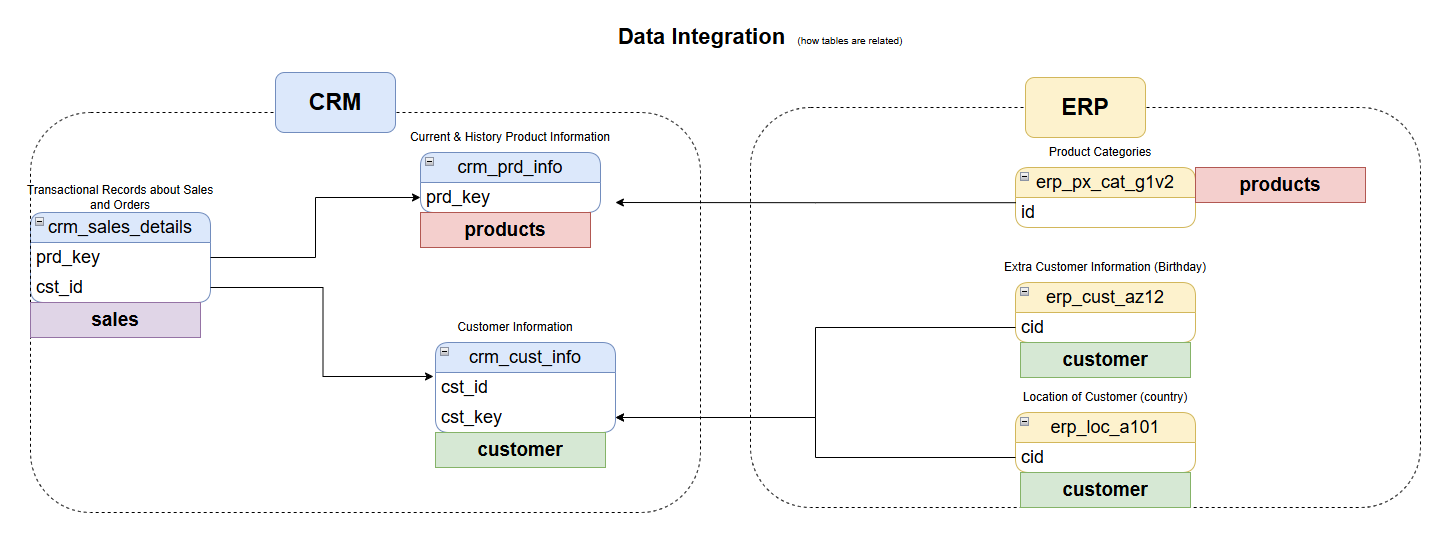 Data Integration (how tables are related)
CRM
Current & History Product Information
crm_prd_info
prd_key
products
Transactional Records about Sales
and Orders
crm_sales_details
prd_key
cst_id
sales
Customer Information
crm_cust_info
cst_id
cst_key
customer
ERP
Product Categories
erp_px_cat_g1v2
products
id
Extra Customer Information (Birthday)
erp_cust_az12
cid
customer
Location of Customer (country)
erp_loc_a101
cid
customer